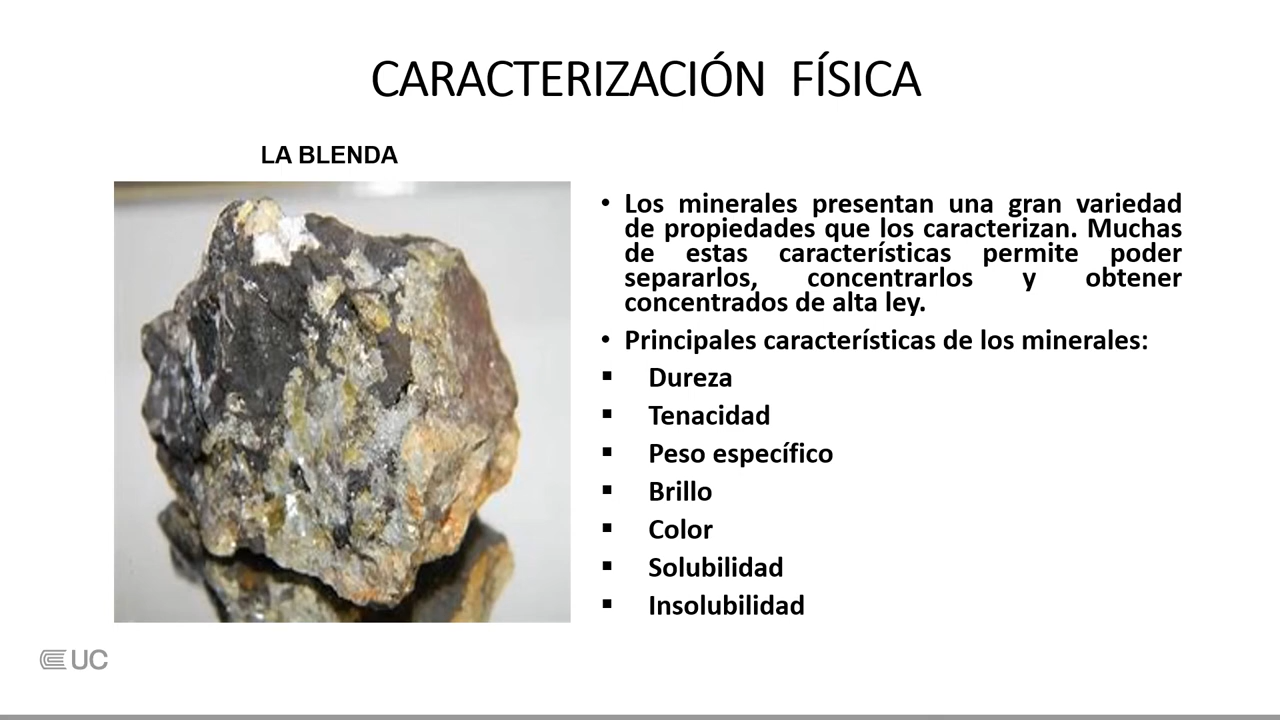 CARACTERIZACIÓN FÍSICA
LA BLENDA
• Los minerales presentan una gran variedad
de propiedades que los caracterizan. Muchas
de estas características permite poder
separarlos, concentrarlos y obtener
concentrados de alta ley.
• Principales características de los minerales:
▪ Dureza
▪ Tenacidad
▪ Peso específico
▪ Brillo
▪ Color
▪ Solubilidad
▪ Insolubilidad
UC